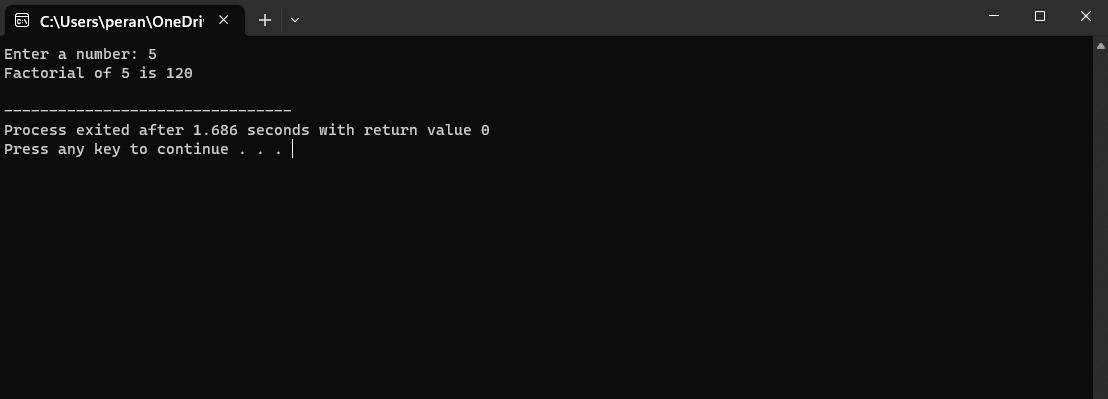 C:\Users\peran\OneDri
Enter a number: 5
Factorial of 5 is 120
--------------------------------
Process exited after 1.686 seconds with return value 0
Press any key to continue . . .